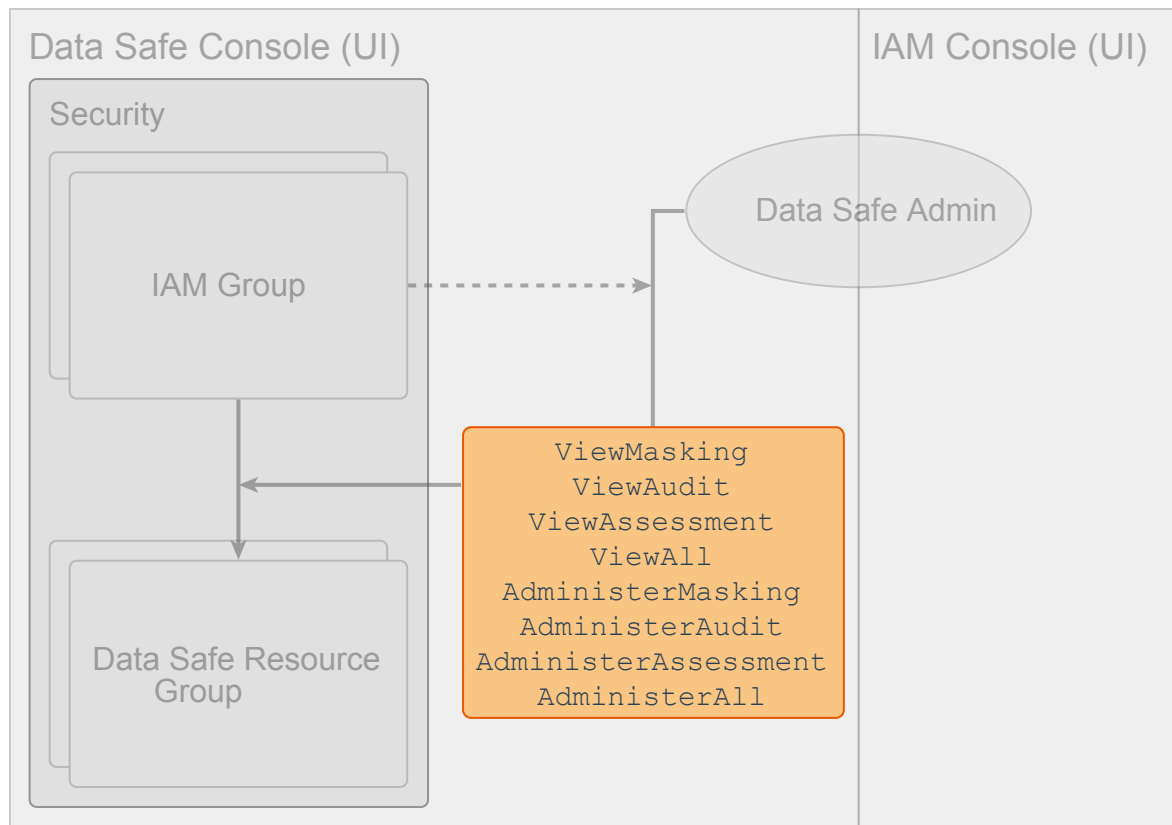 Data Safe Console (UI)
IAM Console (UI)
Security
IAM Group
Data Safe Admin
ViewMasking
ViewAudit
ViewAssessment
ViewAll
AdministerMasking
AdministerAudit
AdministerAssessment
AdministerAll
Data Safe Resource
Group